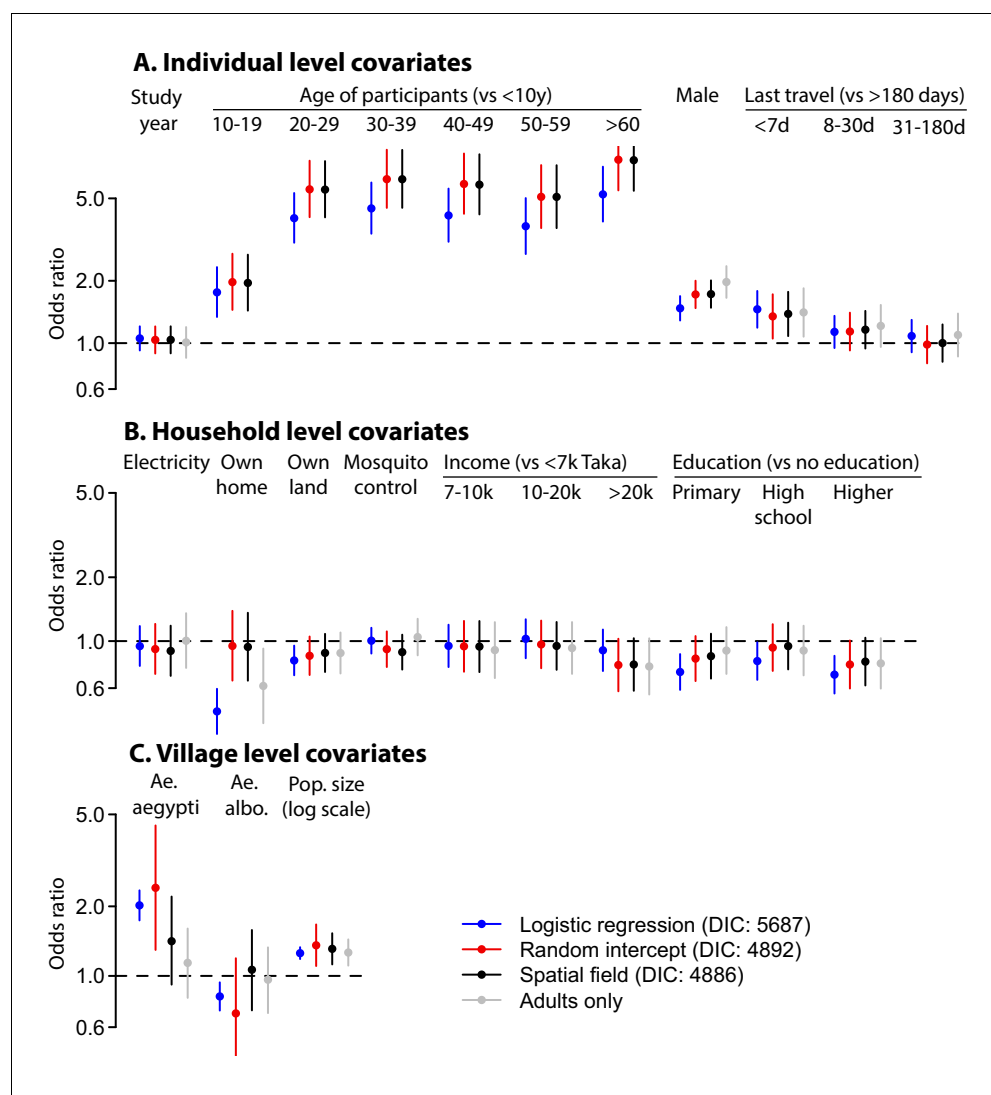 A. Individual level covariates
Study year
Age of participants (vs <10y)
Male
Last travel (vs >180 days)
10-19 20-29 30-39 40-49 50-59 >60
<7d 8-30d 31-180d
Odds ratio
5.0
2.0
1.0
0.6
B. Household level covariates
Electricity
Own home
Own land
Mosquito control
Income (vs <7k Taka)
Education (vs no education)
7-10k 10-20k >20k
Primary
High school
Higher
Odds ratio
5.0
2.0
1.0
0.6
C. Village level covariates
Ae. aegypti
Ae. albo.
Pop. size (log scale)
Odds ratio
5.0
2.0
1.0
0.6
Logistic regression (DIC: 5687)
Random intercept (DIC: 4892)
Spatial field (DIC: 4886)
Adults only